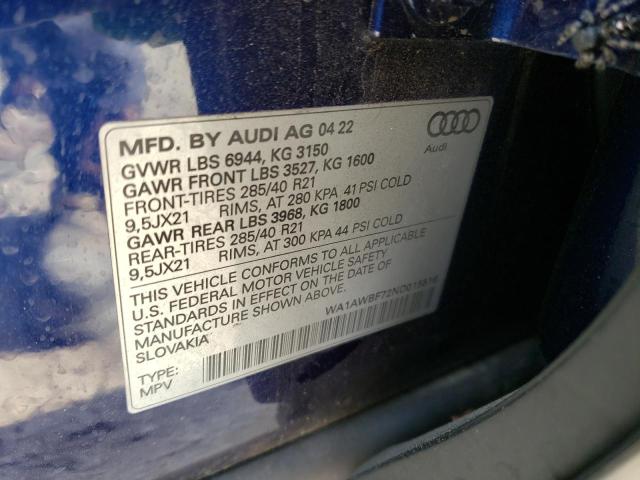 MFD. BY AUDI AG 04 22
GVWR LBS 6944, KG 3150
GAWR FRONT LBS 3527, KG 1600
FRONT-TIRES 285/40 R21
9,5JX21 RIMS, AT 280 KPA 41 PSI COLD
GAWR REAR LBS 3968, KG 1800
REAR-TIRES 285/40 R21
9,5JX21 RIMS, AT 300 KPA 44 PSI COLD
THIS VEHICLE CONFORMS TO ALL APPLICABLE
U.S. FEDERAL MOTOR VEHICLE SAFETY
STANDARDS IN EFFECT ON THE DATE OF
MANUFACTURE SHOWN ABOVE.
SLOVAKIA
TYPE:
MPV
Audi